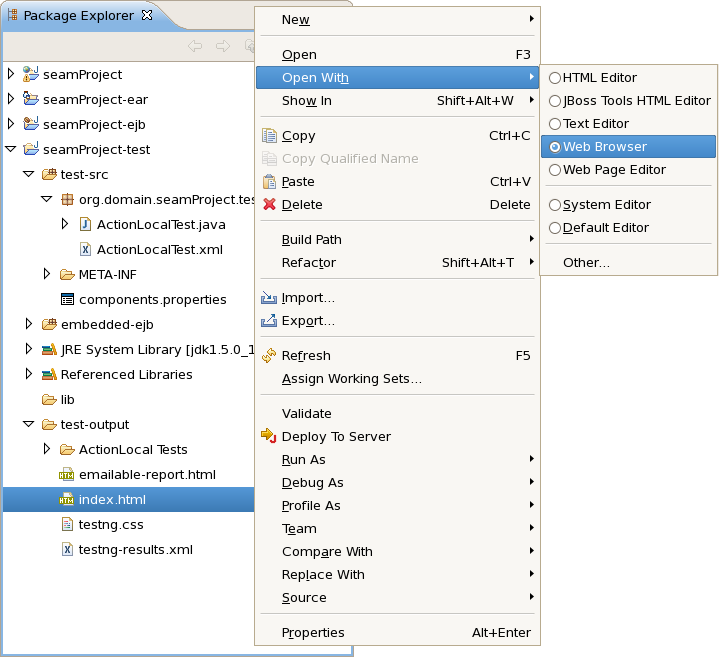 Package Explorer
seamProject
seamProject-ear
seamProject-ejb
seamProject-test
test-src
org.domain.seamProject.tes
ActionLocalTest.java
ActionLocalTest.xml
META-INF
components.properties
embedded-ejb
JRE System Library [jdk1.5.0_1
Referenced Libraries
lib
test-output
ActionLocal Tests
emailable-report.html
index.html
testng.css
testng-results.xml
New
Open F3
Open With
Show In Shift+Alt+W
Copy Ctrl+C
Copy Qualified Name
Paste Ctrl+V
Delete Delete
Build Path
Refactor Shift+Alt+T
Import...
Export...
Refresh F5
Assign Working Sets...
Validate
Deploy To Server
Run As
Debug As
Profile As
Team
Compare With
Replace With
Source
Properties Alt+Enter
HTML Editor
JBoss Tools HTML Editor
Text Editor
Web Browser
Web Page Editor
System Editor
Default Editor
Other...